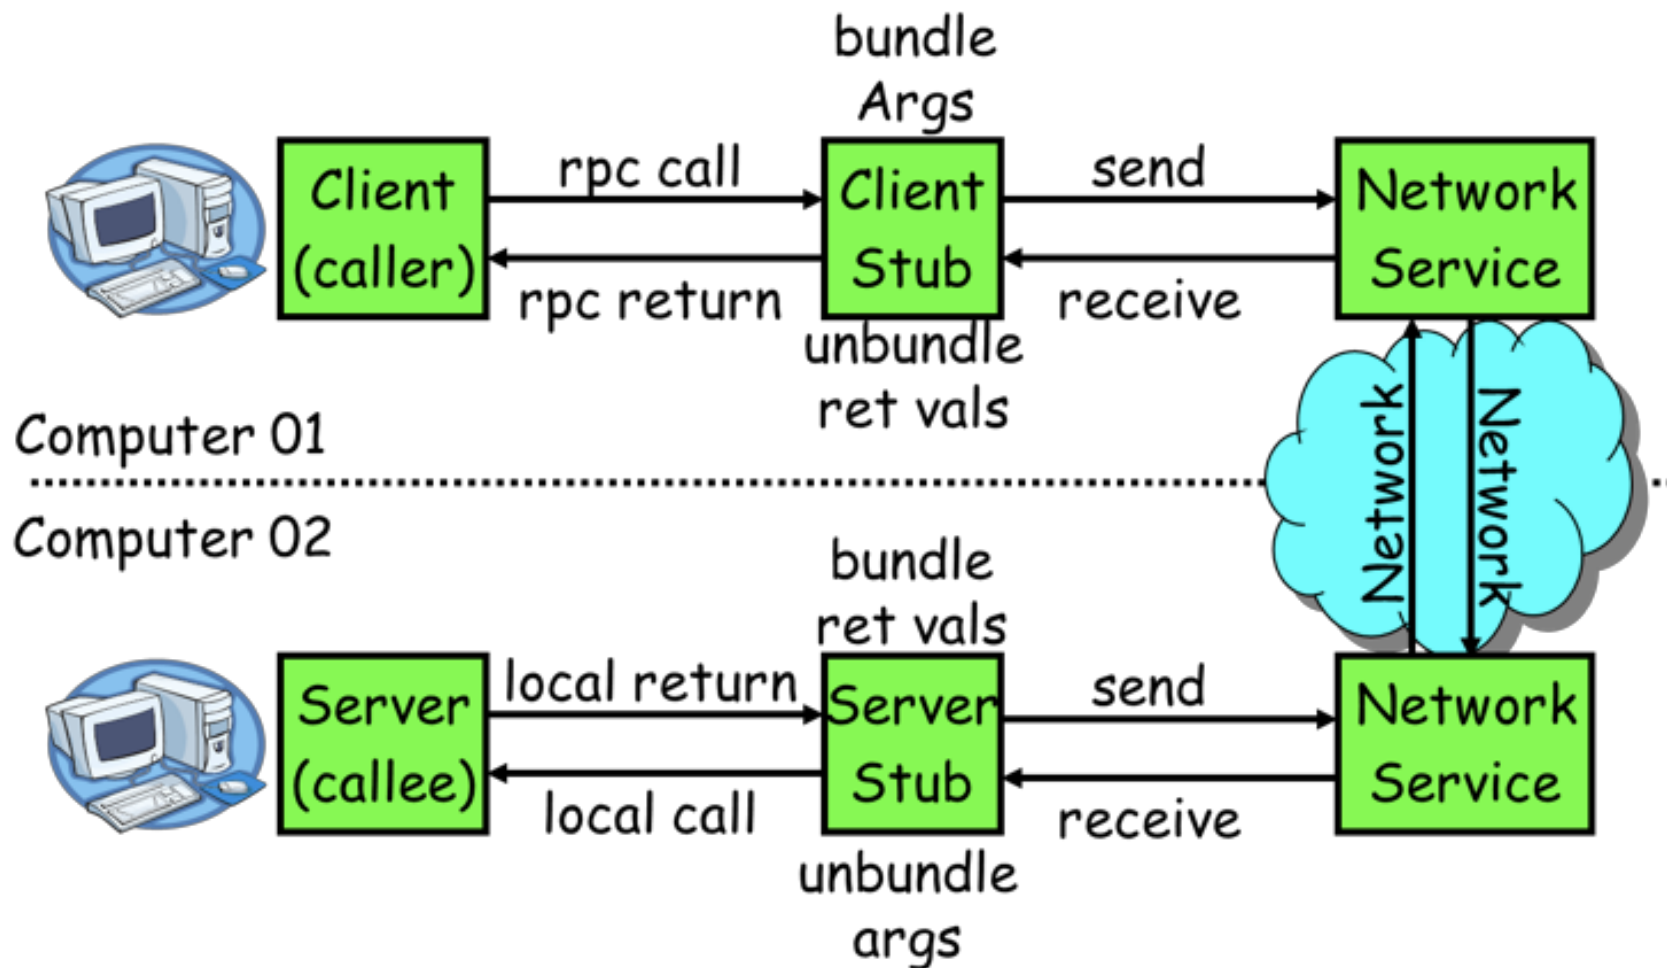 bundle
Args
Client
(caller)
rpc call
rpc return
Client
Stub
send
receive
Network
Service
unbundle
ret vals
Computer 01
Network
Network
Computer 02
bundle
ret vals
Server
(callee)
local return
local call
Server
Stub
send
receive
Network
Service
unbundle
args